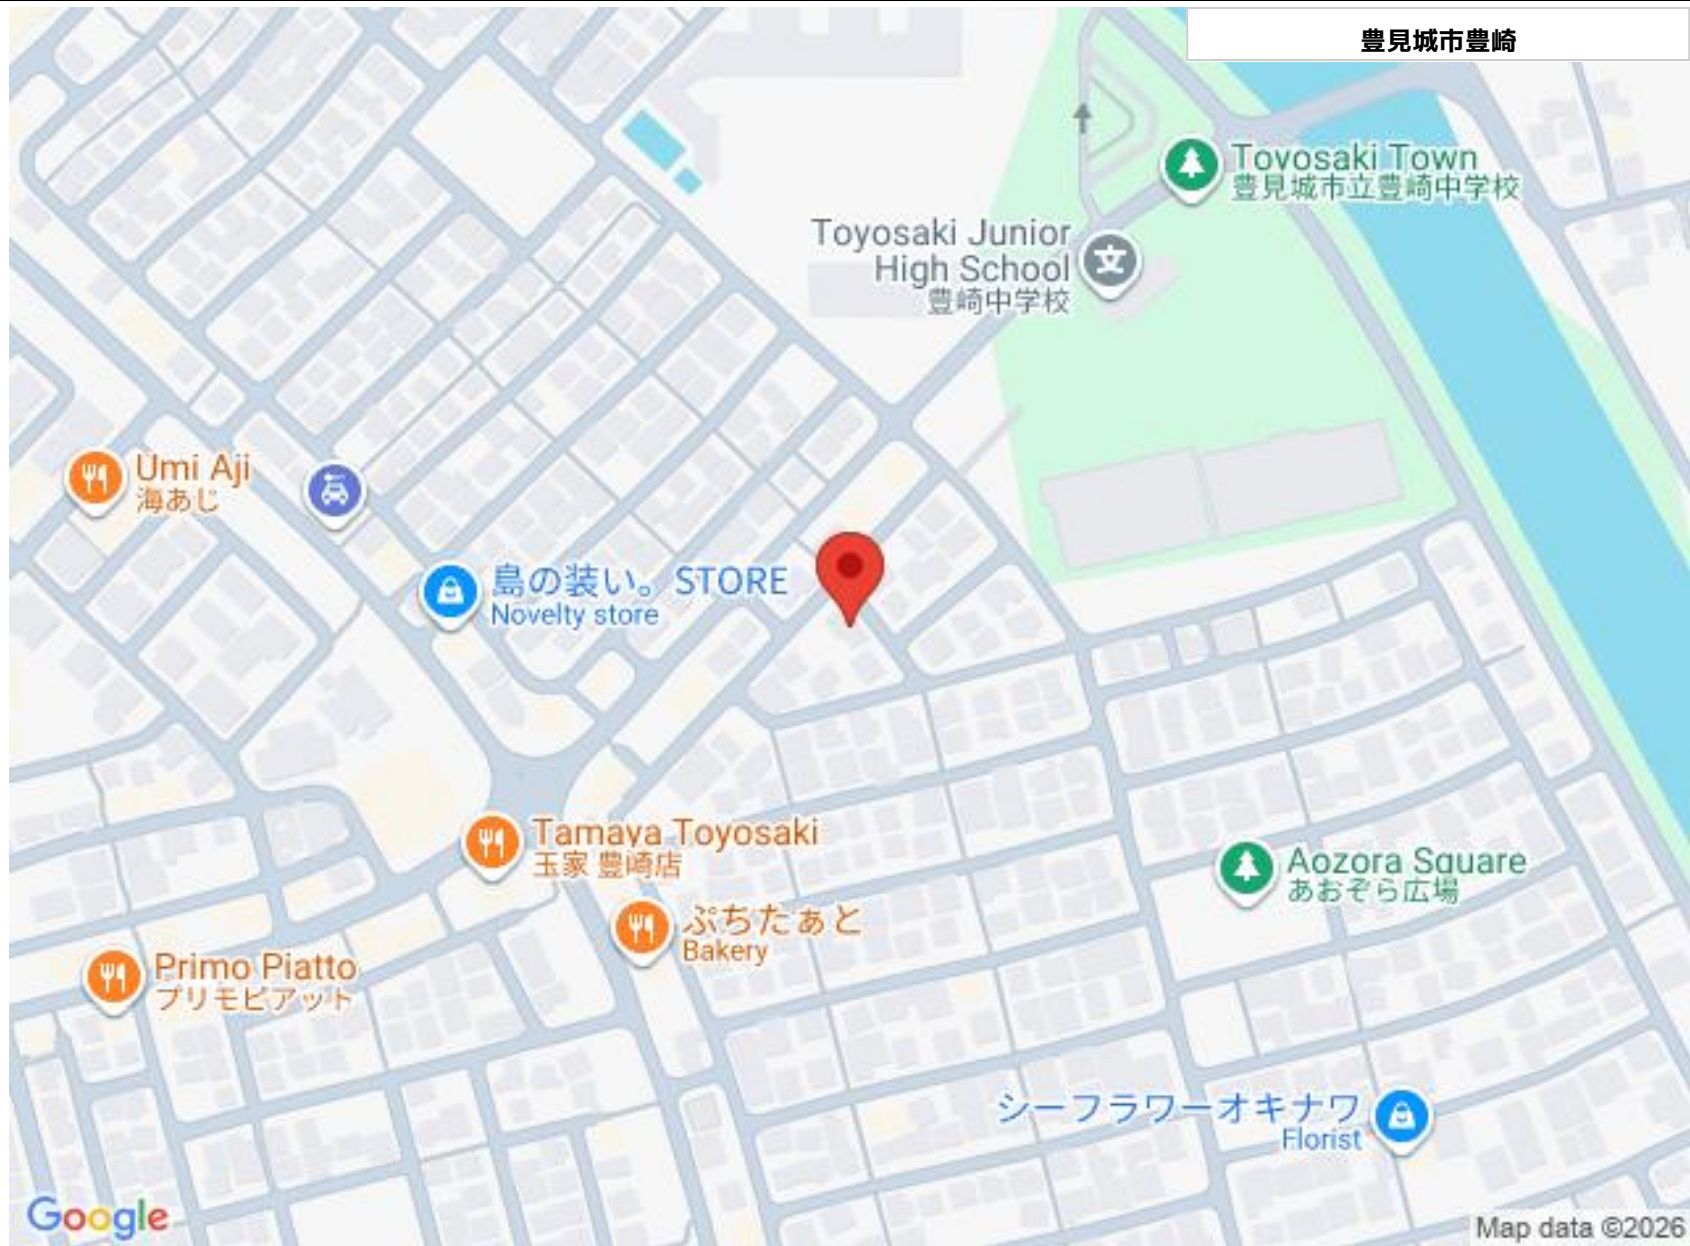 豊見城市豊崎
Toyosaki Town
豊見城市立豊崎中学校
Toyosaki Junior
High School
豊崎中学校
Umi Aji
海あじ
島の装い。STORE
Novelty store
Tamaya Toyosaki
玉家 豊崎店
ぷちたぁと
Bakery
Aozora Square
あおぞら広場
Primo Piatto
プリモピアット
シーフラワーオキナワ
Florist
Google
Map data ©2026